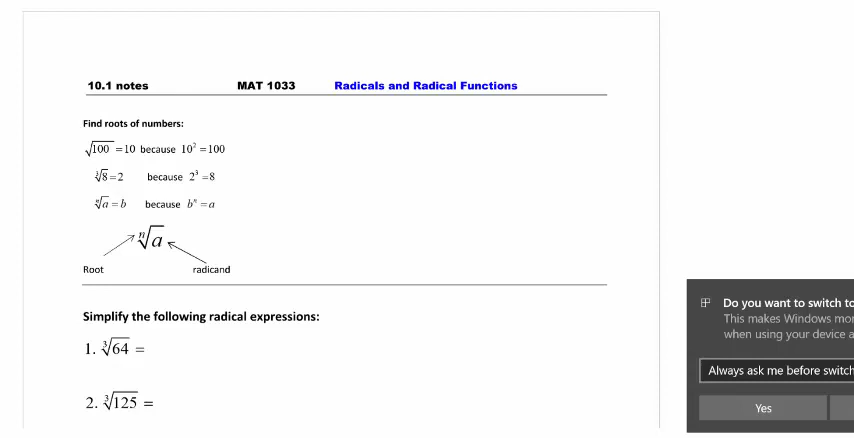 10.1 notes MAT 1033 Radicals and Radical Functions
Find roots of numbers:
√100 = 10 because 10² = 100
∛8 = 2 because 2³ = 8
ⁿ√a = b because bⁿ = a
ⁿ√a
Root radicand
Simplify the following radical expressions:
1. ∛64 =
2. ∛125 =
Do you want to switch to
This makes Windows mor
when using your device a
Always ask me before switch
Yes